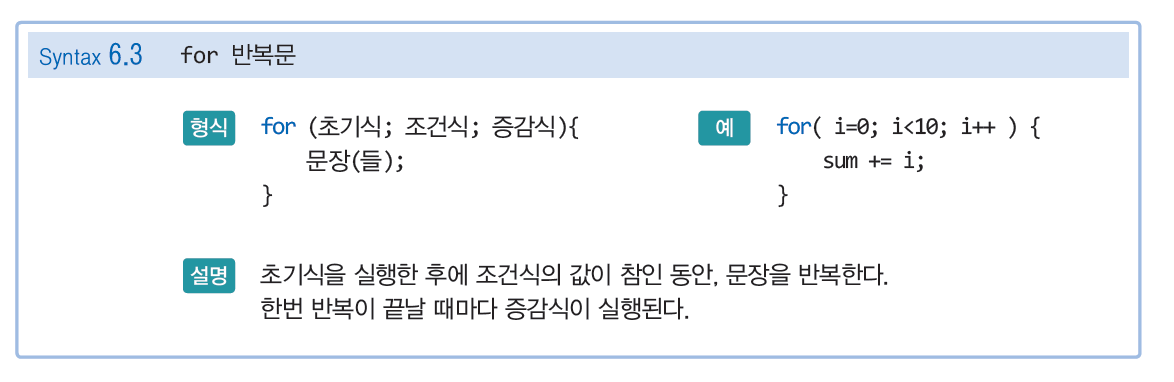 Syntax 6.3 for 반복문
형식 for (초기식; 조건식; 증감식){
문장(들);
}
예 for( i=0; i<10; i++ ) {
sum += i;
}
설명 초기식을 실행한 후에 조건식의 값이 참인 동안, 문장을 반복한다.
한번 반복이 끝날 때마다 증감식이 실행된다.